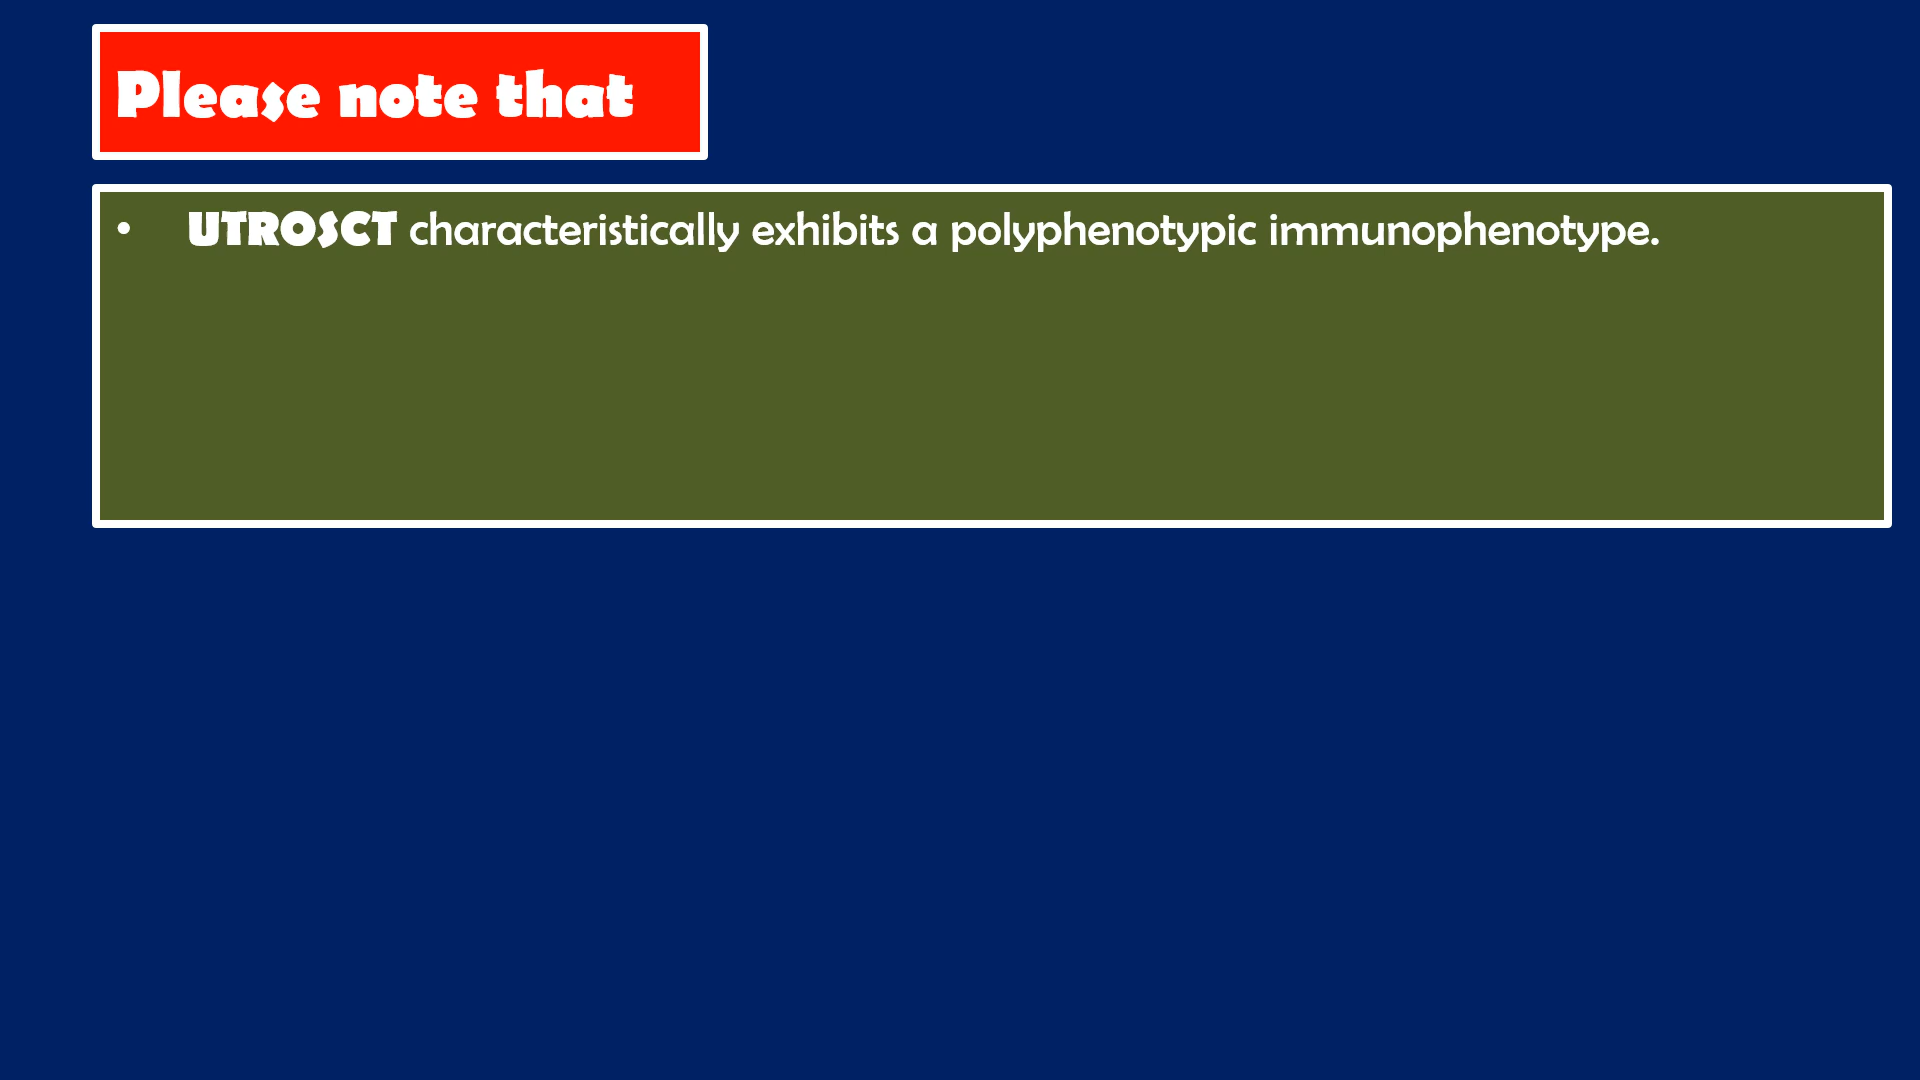 Please note that
• UTROSCT characteristically exhibits a polyphenotypic immunophenotype.